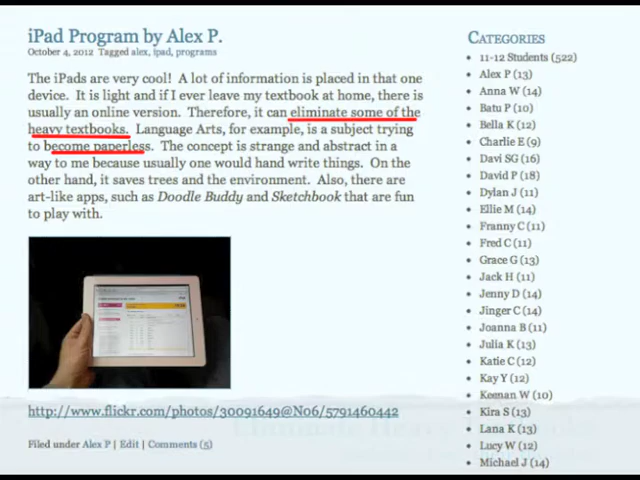 iPad Program by Alex P.
October 4, 2012 Tagged alex, ipad, programs
The iPads are very cool! A lot of information is placed in that one
device. It is light and if I ever leave my textbook at home, there is
usually an online version. Therefore, it can eliminate some of the
heavy textbooks. Language Arts, for example, is a subject trying
to become paperless. The concept is strange and abstract in a
way to me because usually one would hand write things. On the
other hand, it saves trees and the environment. Also, there are
art-like apps, such as Doodle Buddy and Sketchbook that are fun
to play with.
http://www.flickr.com/photos/30091649@N06/5791460442
Filed under Alex P | Edit | Comments (5)
CATEGORIES
11-12 Students (522)
Alex P (13)
Anna W (14)
Batu P (10)
Bella K (12)
Charlie E (9)
Davi SG (16)
David P (18)
Dylan J (11)
Ellie M (14)
Franny C (11)
Fred C (11)
Grace G (13)
Jack H (11)
Jenny D (14)
Jinger C (14)
Joanna B (11)
Julia K (13)
Katie C (12)
Kay Y (12)
Keenan W (10)
Kira S (13)
Lana K (13)
Lucy W (12)
Michael J (14)